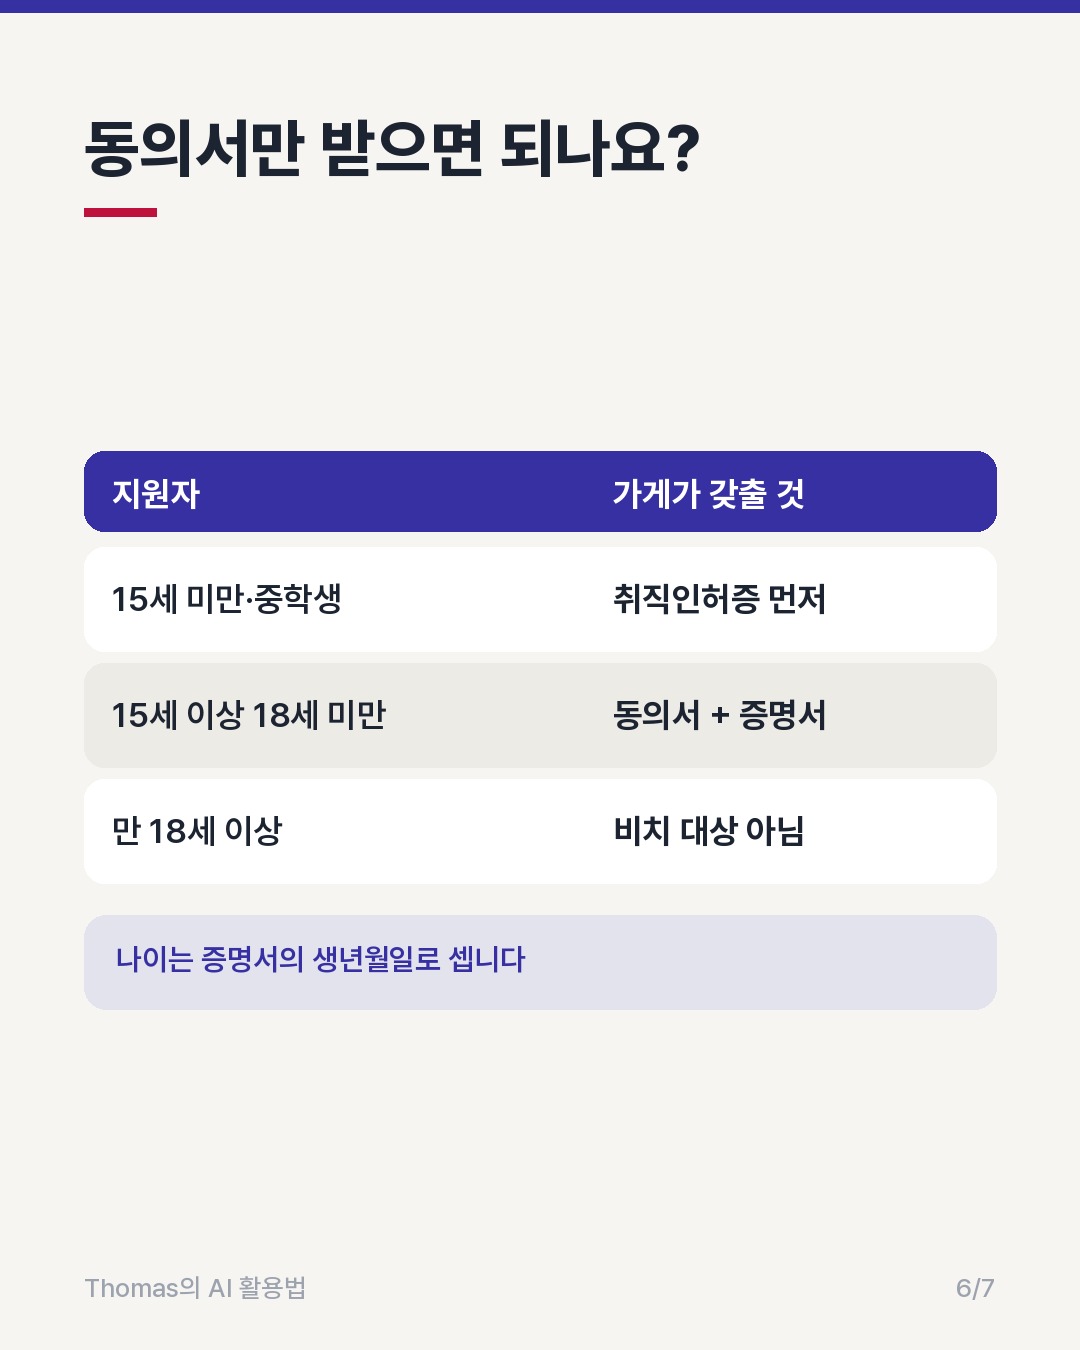 동의서만 받으면 되나요?
지원자 가게가 갖출 것
15세 미만·중학생 취직인허증 먼저
15세 이상 18세 미만 동의서 + 증명서
만 18세 이상 비치 대상 아님
나이는 증명서의 생년월일로 셉니다
Thomas의 AI 활용법 6/7